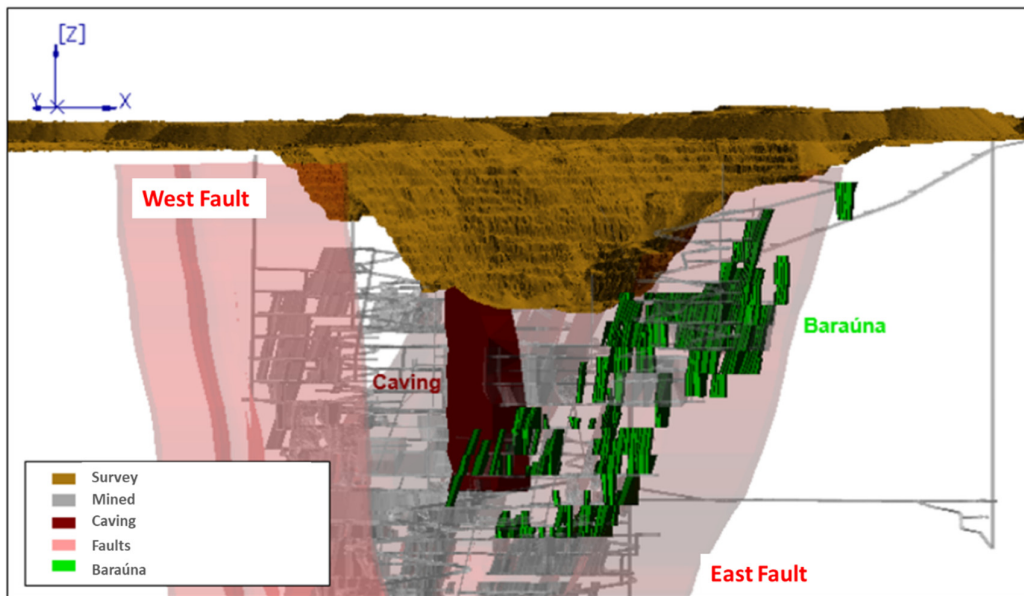 [Z]
Y X
West Fault
Baraúna
Caving
Survey
Mined
Caving
Faults
Baraúna
East Fault